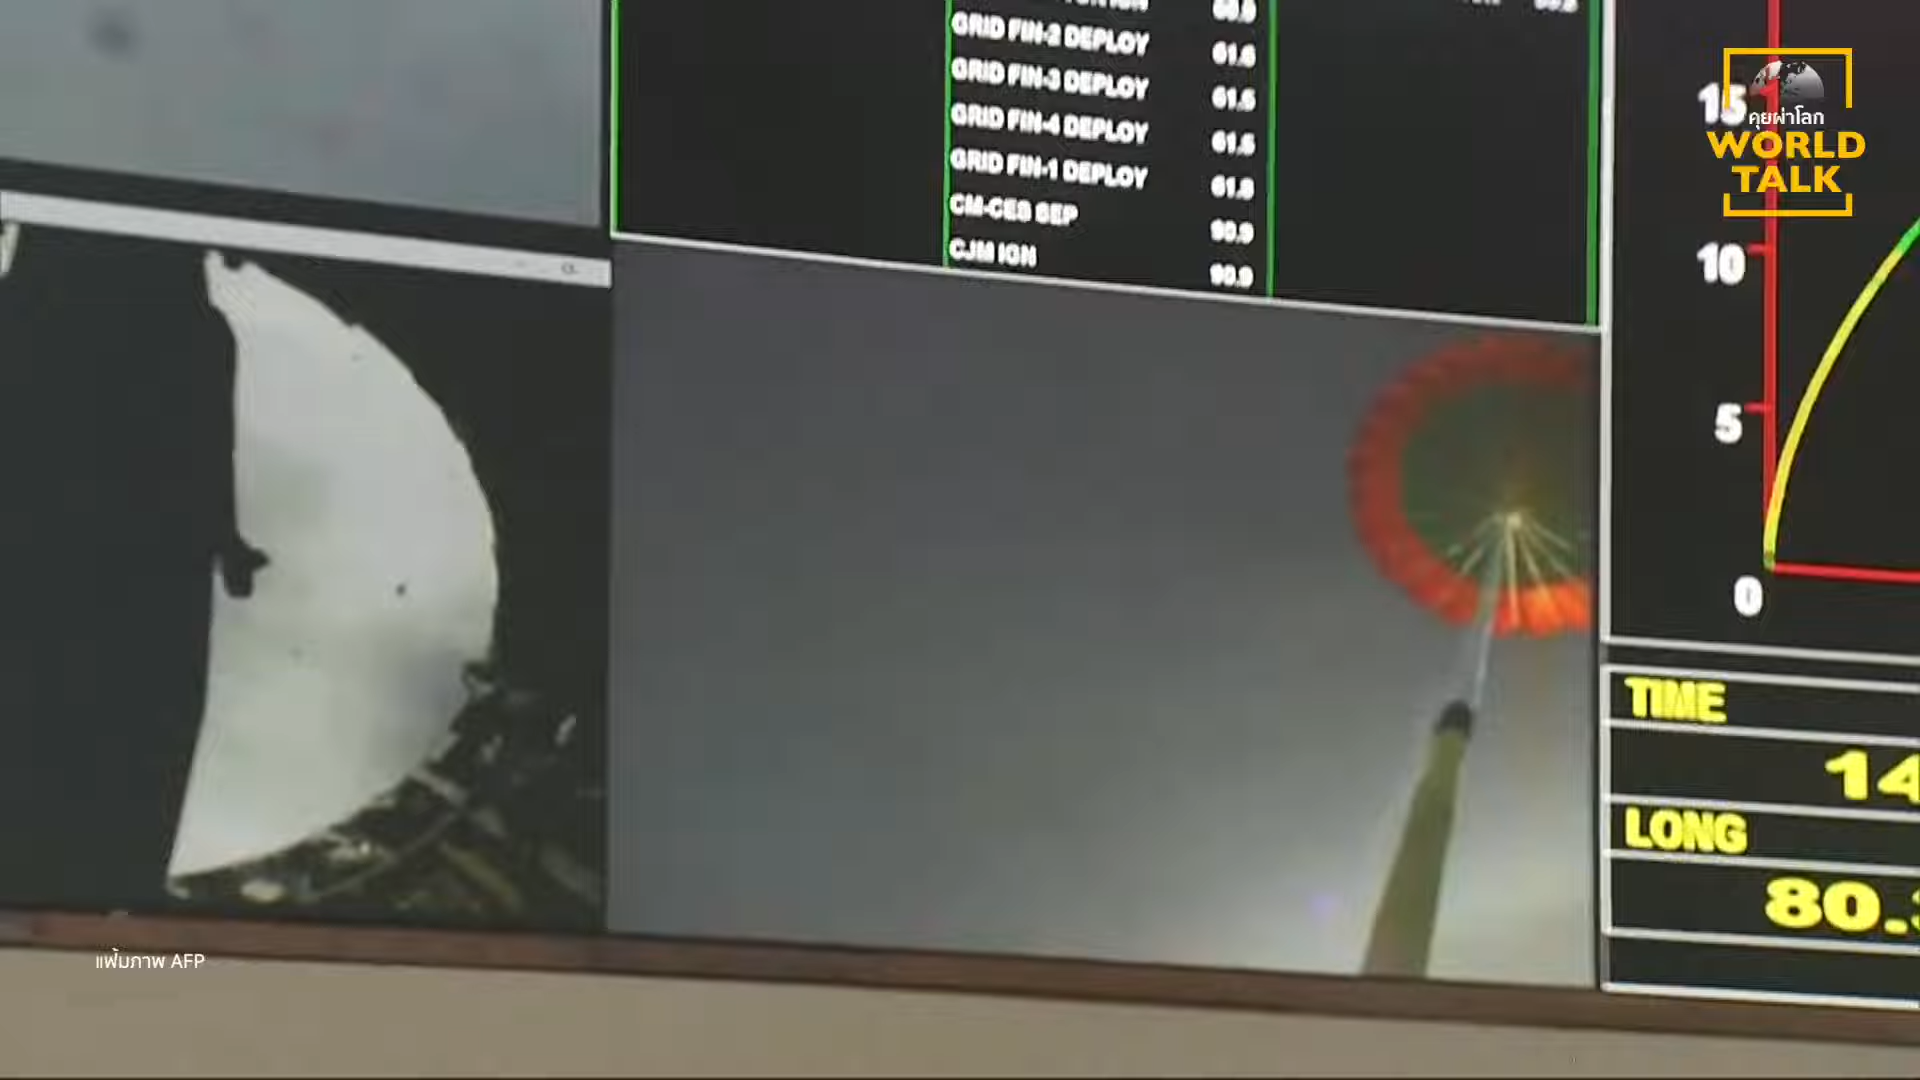 GRID FIN-2 DEPLOY 61.6
GRID FIN-3 DEPLOY 61.5
GRID FIN-4 DEPLOY 61.5
GRID FIN-1 DEPLOY 61.8
CM-CES SEP 90.9
CJM IGN 90.9
15
10
5
0
TIME
14
LONG
80.
คุยผ่าโลก
WORLD
TALK
แฟ้มภาพ AFP